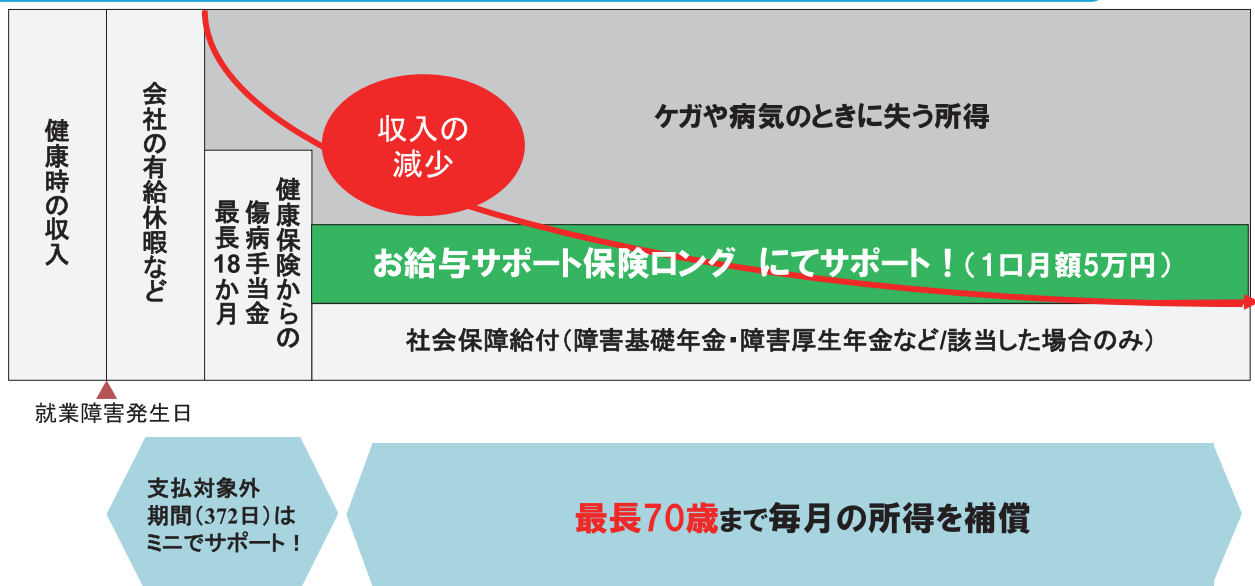 健康時の収入
会社の有給休暇など
健康保険からの
傷病手当金
最長18か月
収入の
減少
ケガや病気のときに失う所得
お給与サポート保険ロング にてサポート！（1口月額5万円）
社会保障給付（障害基礎年金・障害厚生年金など/該当した場合のみ）
就業障害発生日
支払対象外
期間（372日）は
ミニでサポート！
最長70歳まで毎月の所得を補償